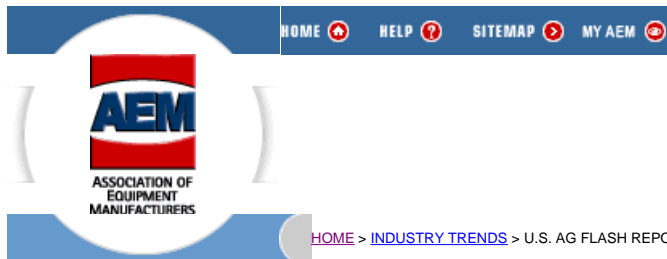 HOME HELP SITEMAP MY AEM
AEM
ASSOCIATION OF
EQUIPMENT
MANUFACTURERS
HOME > INDUSTRY TRENDS > U.S. AG FLASH REPO